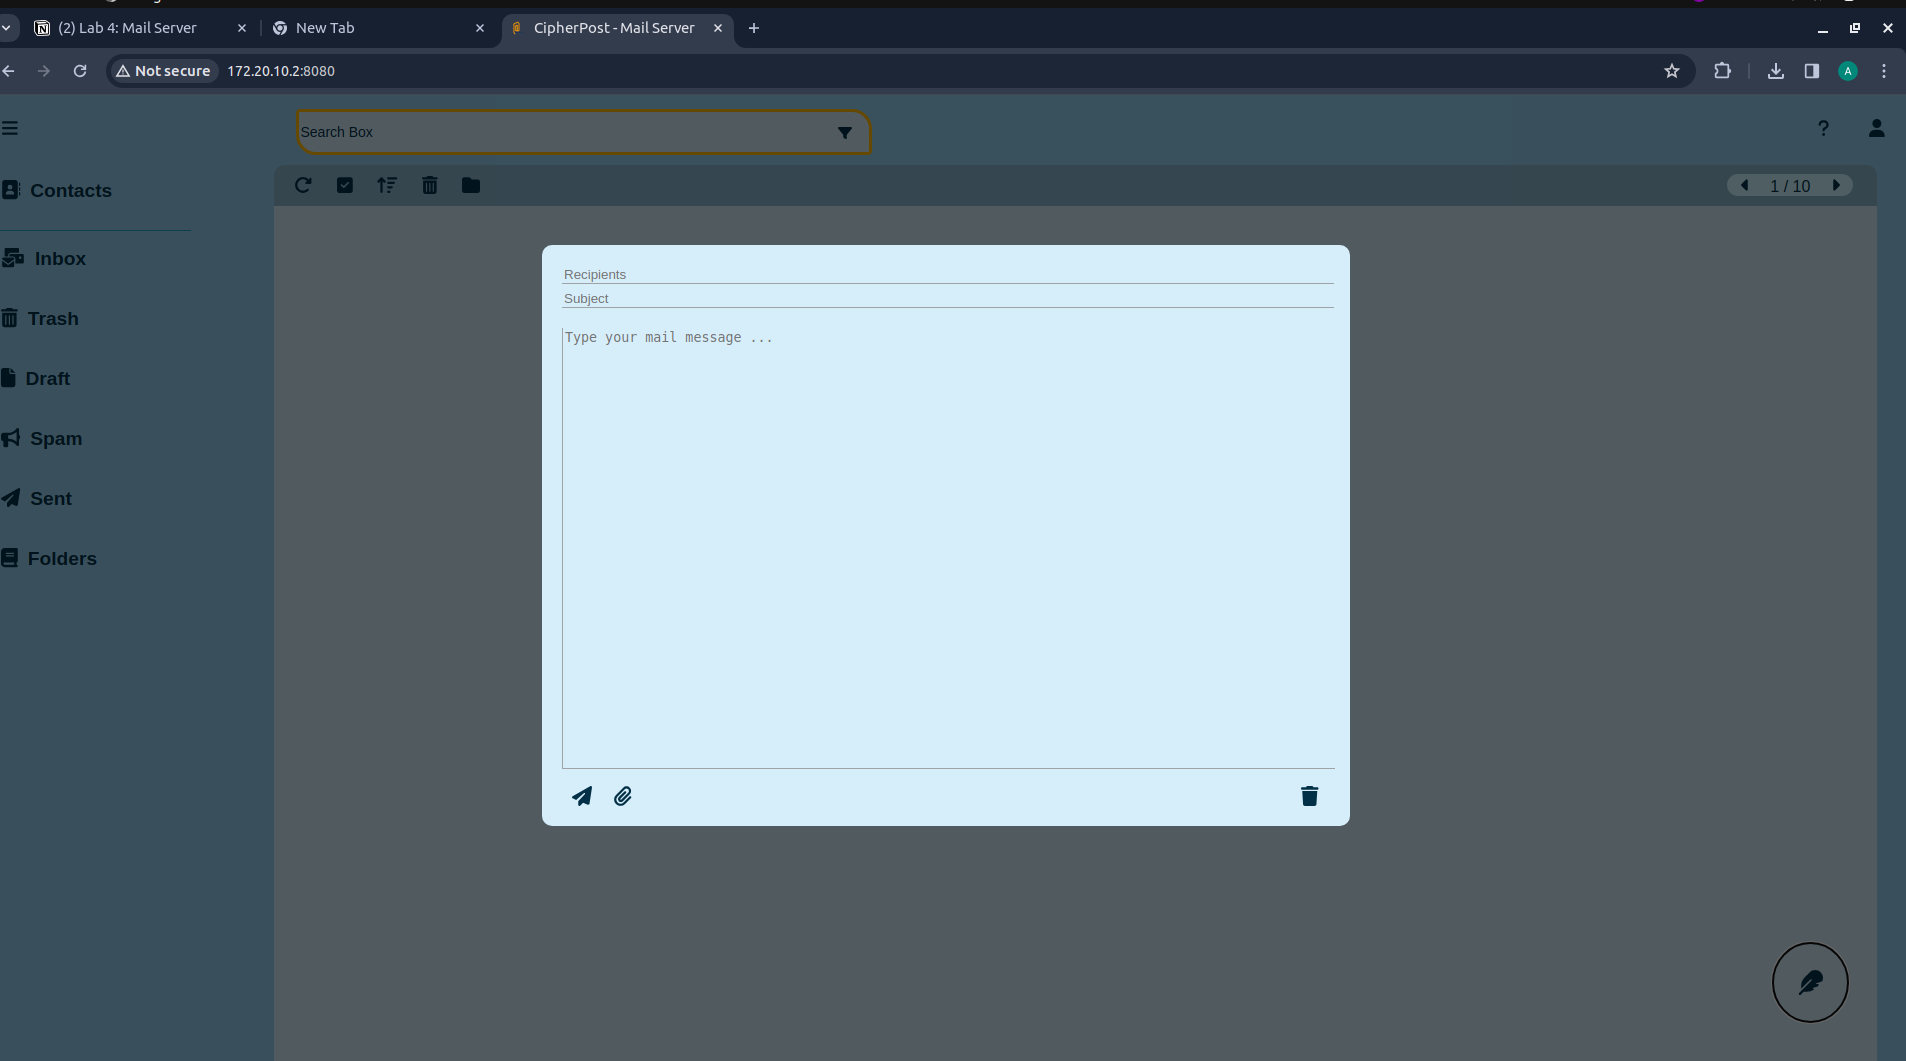 (2) Lab 4: Mail Server
New Tab
CipherPost - Mail Server
Not secure
172.20.10.2:8080
A
Search Box
?
Contacts
1 / 10
Inbox
Recipients
Subject
Trash
Type your mail message ...
Draft
Spam
Sent
Folders